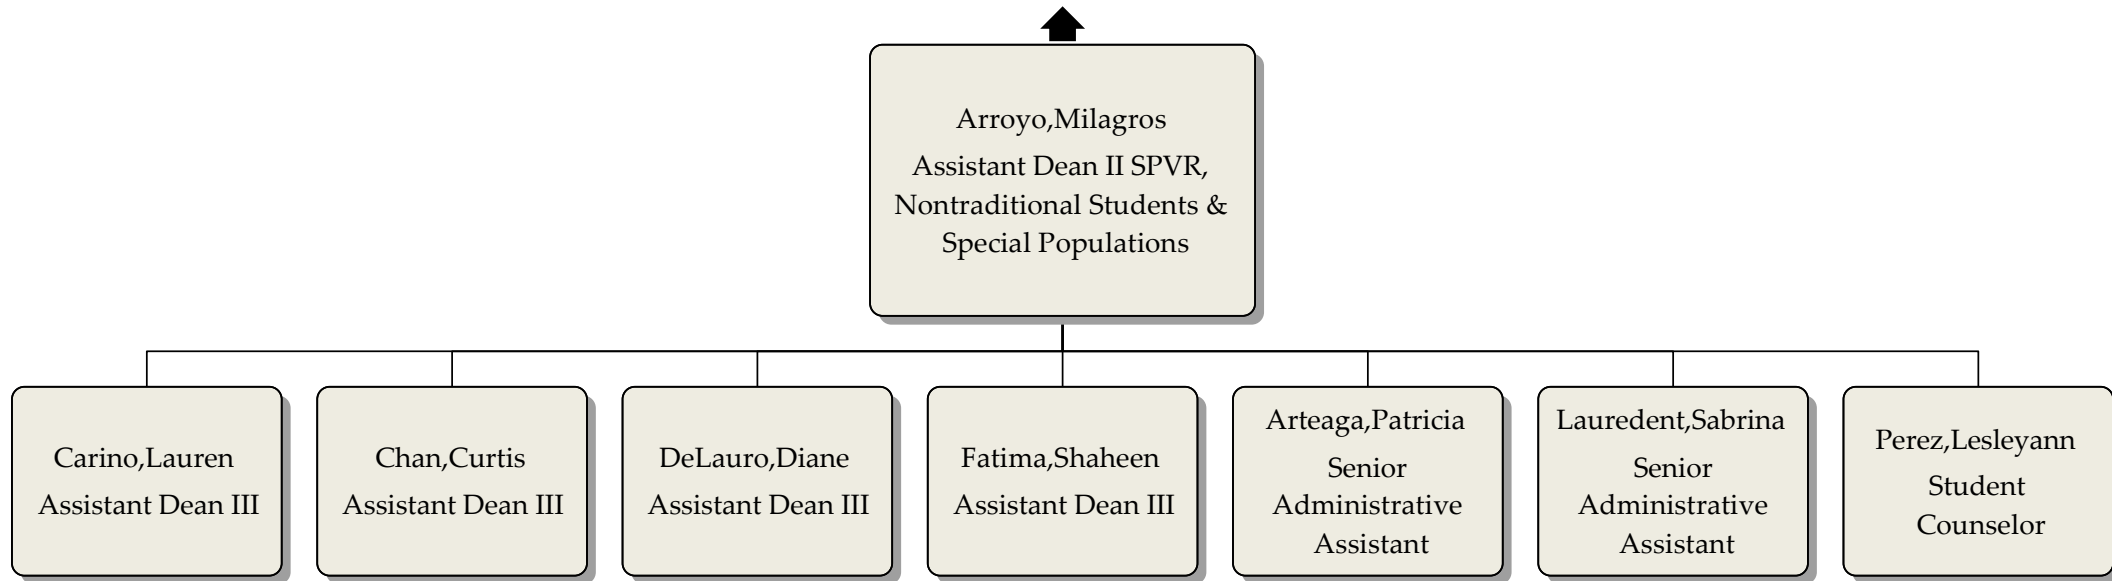 Arroyo,Milagros
Assistant Dean II SPVR,
Nontraditional Students &
Special Populations
Carino,Lauren
Assistant Dean III
Chan,Curtis
Assistant Dean III
DeLauro,Diane
Assistant Dean III
Fatima,Shaheen
Assistant Dean III
Arteaga,Patricia
Senior
Administrative
Assistant
Lauredent,Sabrina
Senior
Administrative
Assistant
Perez,Lesleyann
Student
Counselor